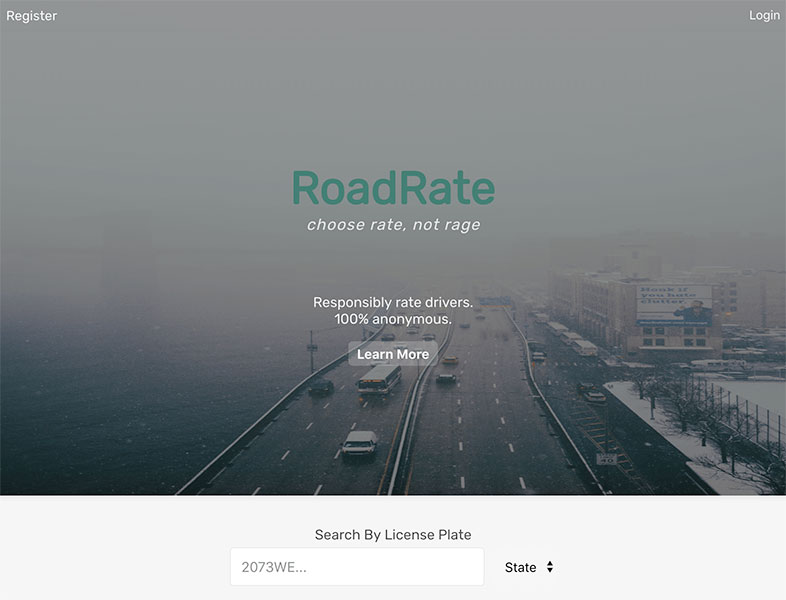 Register
Login
RoadRate
choose rate, not rage
Responsibly rate drivers.
100% anonymous.
Learn More
Honk if
you hate
clutter.
Search By License Plate
2073WE...
State